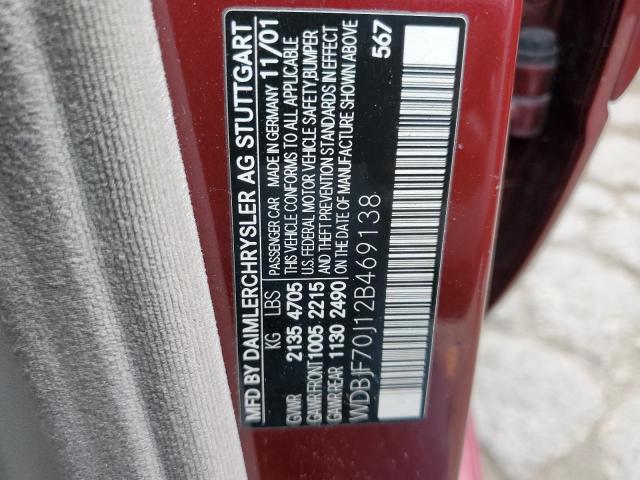 MFD BY DAIMLERCHRYSLER AG STUTTGART
KG LBS PASSENGER CAR MADE IN GERMANY 11/01
GVWR 2135 4705 THIS VEHICLE CONFORMS TO ALL APPLICABLE
GAWR FRONT 1005 2215 U.S. FEDERAL MOTOR VEHICLE SAFETY,BUMPER
GAWR REAR 1130 2490 AND THEFT PREVENTION STANDARDS IN EFFECT
ON THE DATE OF MANUFACTURE SHOWN ABOVE
WDBJF70J12B469138
567